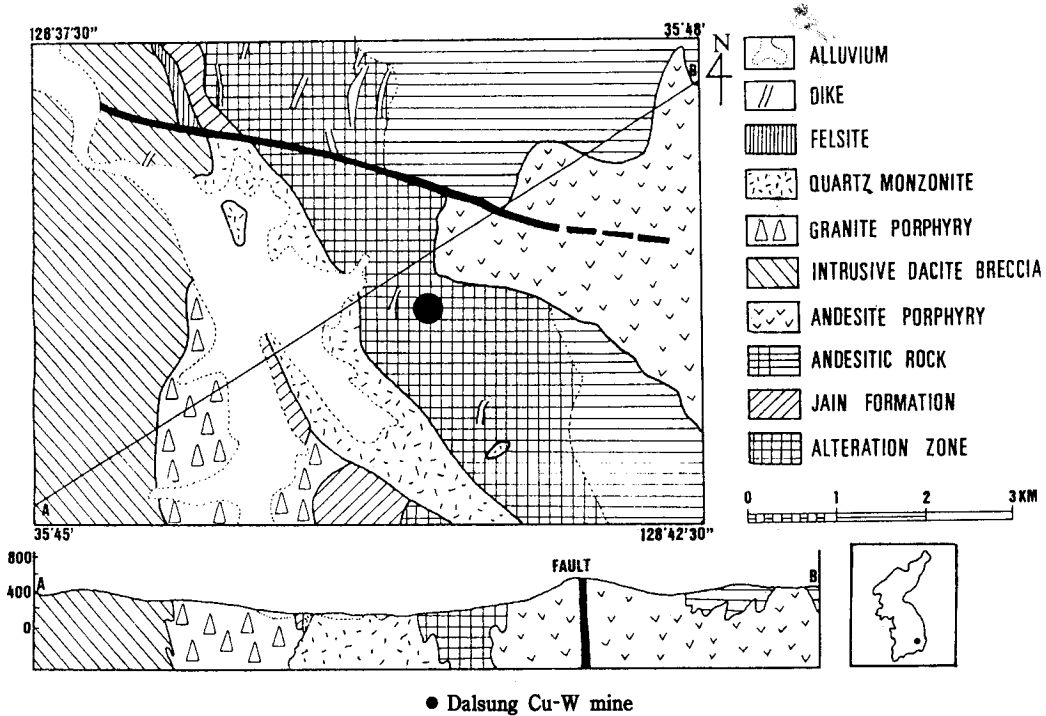 128°37'30"
35°48'
N
B
A
35°45'
128°42'30"
ALLUVIUM
DIKE
FELSITE
QUARTZ MONZONITE
GRANITE PORPHYRY
INTRUSIVE DACITE BRECCIA
ANDESITE PORPHYRY
ANDESITIC ROCK
JAIN FORMATION
ALTERATION ZONE
0 1 2 3 KM
800
400
0
A
FAULT
B
● Dalsung Cu-W mine